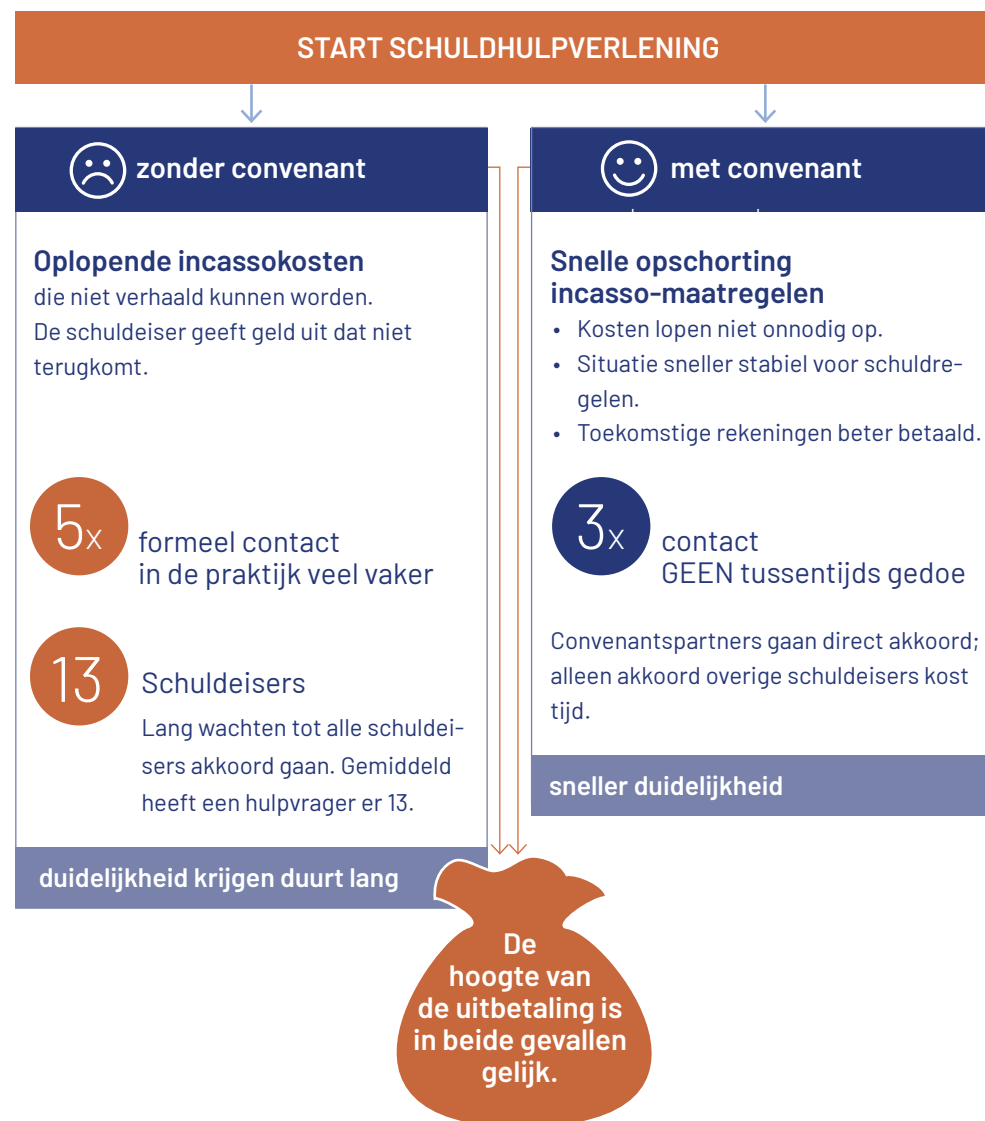 START SCHULDHULPVERLENING
zonder convenant
Oplopende incassokosten
die niet verhaald kunnen worden.
De schuldeiser geeft geld uit dat niet
terugkomt.
5x
formeel contact
in de praktijk veel vaker
13
Schuldeisers
Lang wachten tot alle schuldei-
sers akkoord gaan. Gemiddeld
heeft een hulpvrager er 13.
duidelijkheid krijgen duurt lang
met convenant
Snelle opschorting
incasso-maatregelen
• Kosten lopen niet onnodig op.
• Situatie sneller stabiel voor schuldre-
gelen.
• Toekomstige rekeningen beter betaald.
3x
contact
GEEN tussentijds gedoe
Convenantspartners gaan direct akkoord;
alleen akkoord overige schuldeisers kost
tijd.
sneller duidelijkheid
De
hoogte van
de uitbetaling is
in beide gevallen
gelijk.